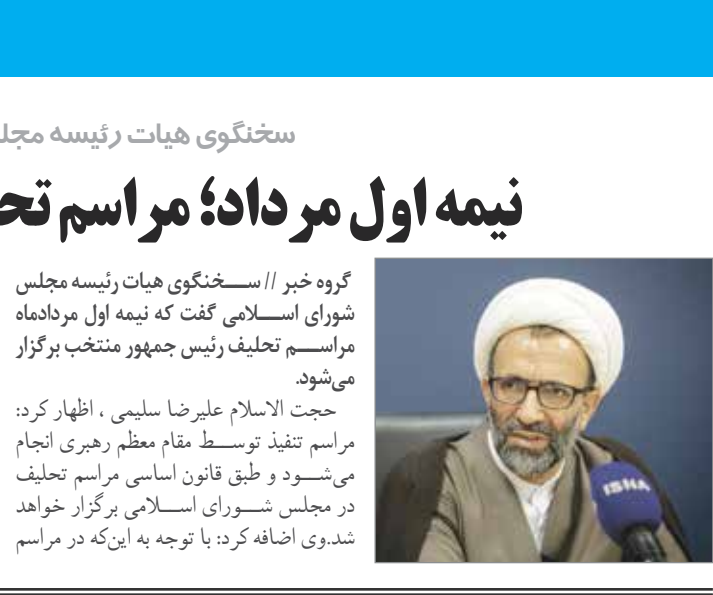 سخنگوی هیات رئیسه
نیمه اول مرداد؛ مراسم
گروه خبر // سخنگوی هیات رئیسه مجلس
شورای اسلامی گفت که نیمه اول مردادماه
مراسم تحلیف رئیس جمهور منتخب برگزار
می‌شود.
حجت الاسلام علیرضا سلیمی ، اظهار کرد:
مراسم تنفیذ توسط مقام معظم رهبری انجام
می‌شود و طبق قانون اساسی مراسم تحلیف
در مجلس شورای اسلامی برگزار خواهد
شد.وی اضافه کرد: با توجه به این‌که در مراسم
ISNA